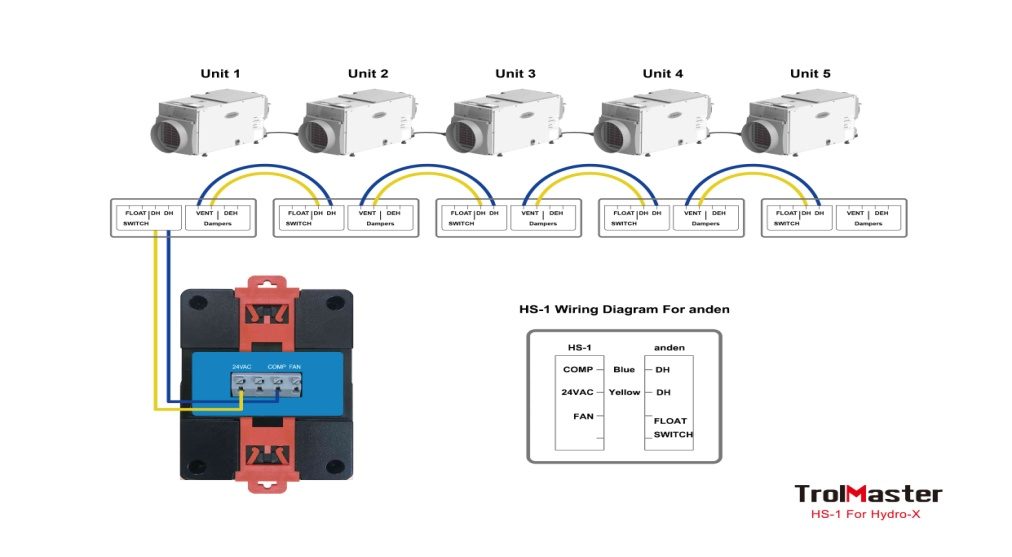 Unit 1 Unit 2 Unit 3 Unit 4 Unit 5
FLOAT DH DH VENT DEH FLOAT DH DH VENT DEH FLOAT DH DH VENT DEH FLOAT DH DH VENT DEH FLOAT DH DH VENT DEH
SWITCH Dampers SWITCH Dampers SWITCH Dampers SWITCH Dampers SWITCH Dampers
24VAC COMP FAN
HS-1 Wiring Diagram For anden
HS-1 anden
COMP Blue DH
24VAC Yellow DH
FAN FLOAT
SWITCH
TrolMaster
HS-1 For Hydro-X